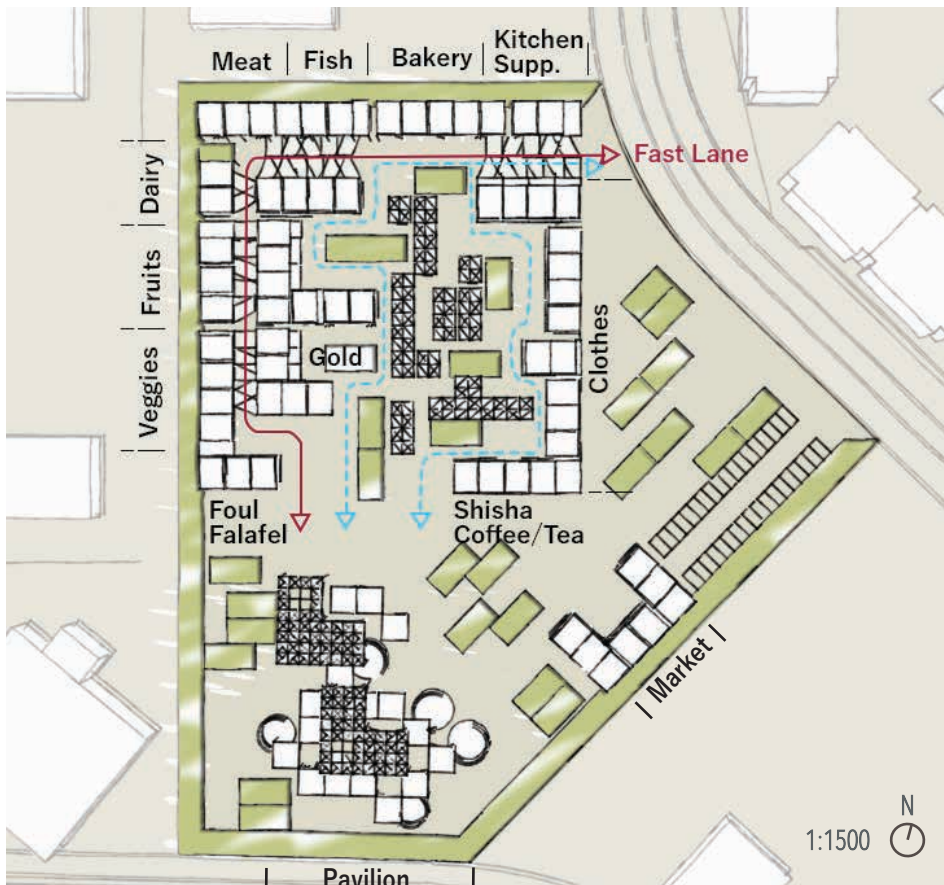 Meat | Fish | Bakery | Kitchen Supp.
Fast Lane
Dairy
Fruits
Veggies
Gold
Clothes
Foul
Falafel
Shisha
Coffee/Tea
| Market |
N
1:1500
Pavilion